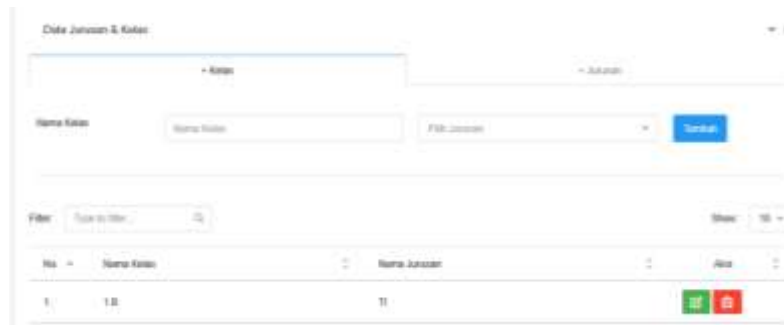 Data Jurusan & Kelas
+ Kelas
+ Jurusan
Nama Kelas
Nama Kelas
Pilih Jurusan
Tambah
Filter
Type to filter...
Show
10
No
Nama Kelas
Nama Jurusan
Aksi
1
TI